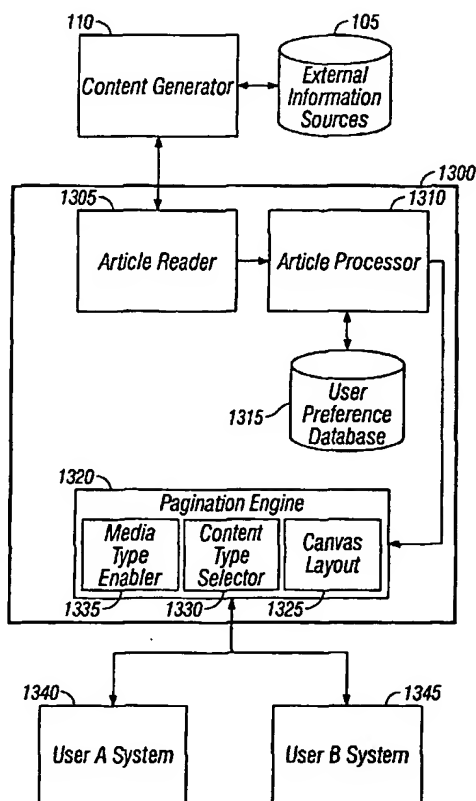 110
105
Content Generator
External
Information
Sources
1300
1305
1310
Article Reader
Article Processor
1315
User
Preference
Database
1320
Pagination Engine
Media
Type
Enabler
Content
Type
Selector
Canvas
Layout
1335
1330
1325
1340
1345
User A System
User B System